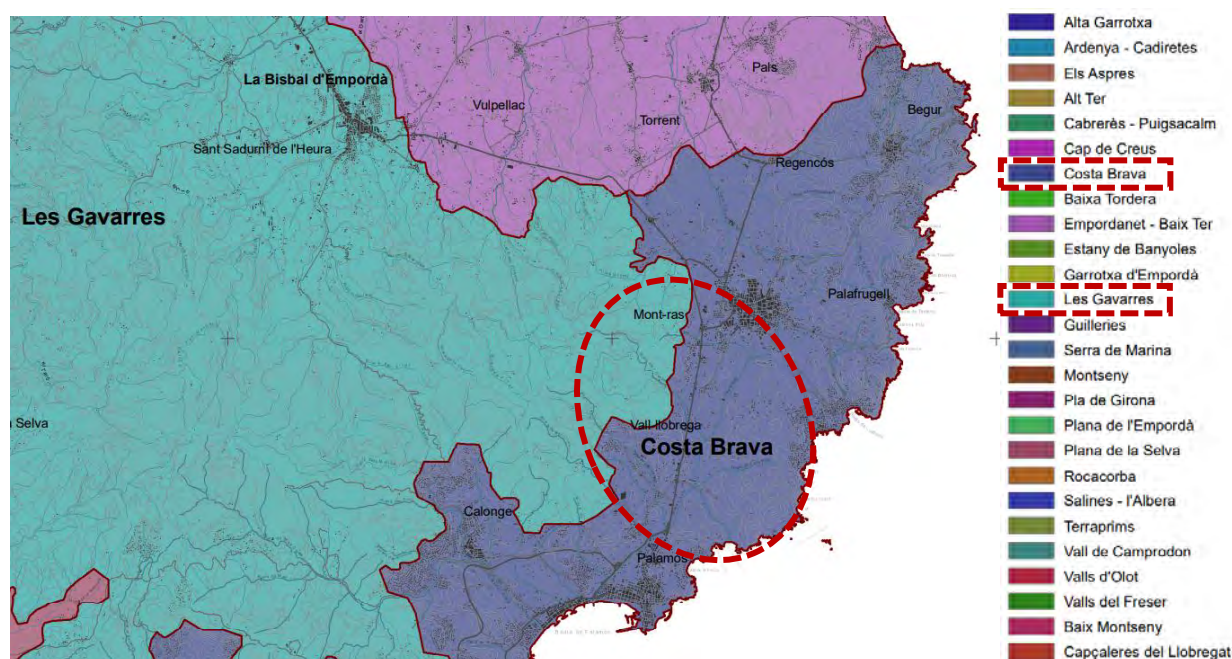 La Bisbal d'Empordà
Vulpellac
Torrent
Pals
Begur
Sant Sadurní de l'Heura
Regencós
Les Gavarres
Palafrugell
Mont-ras
Selva
Vall-llobrega
Costa Brava
Calonge
Palamós
Alta Garrotxa
Ardenya - Cadiretes
Els Aspres
Alt Ter
Cabrerès - Puigsacalm
Cap de Creus
Costa Brava
Baixa Tordera
Empordanet - Baix Ter
Estany de Banyoles
Garrotxa d'Empordà
Les Gavarres
Guilleries
Serra de Marina
Montseny
Pla de Girona
Plana de l'Empordà
Plana de la Selva
Rocacorba
Salines - l'Albera
Terraprims
Vall de Camprodon
Valls d'Olot
Valls del Freser
Baix Montseny
Capçaleres del Llobregat